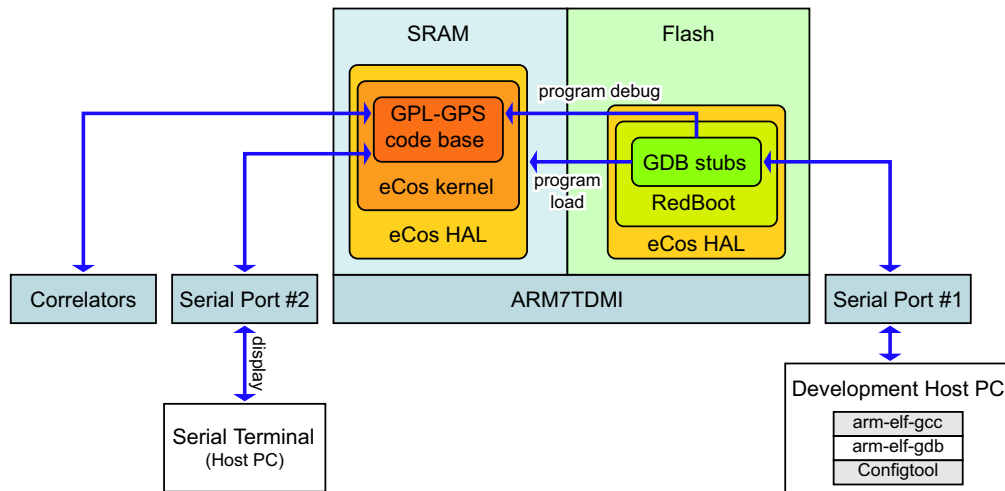 SRAM
Flash
GPL-GPS
code base
eCos kernel
eCos HAL
program debug
program
load
GDB stubs
RedBoot
eCos HAL
ARM7TDMI
Correlators
Serial Port #2
Serial Port #1
display
Serial Terminal
(Host PC)
Development Host PC
arm-elf-gcc
arm-elf-gdb
Configtool